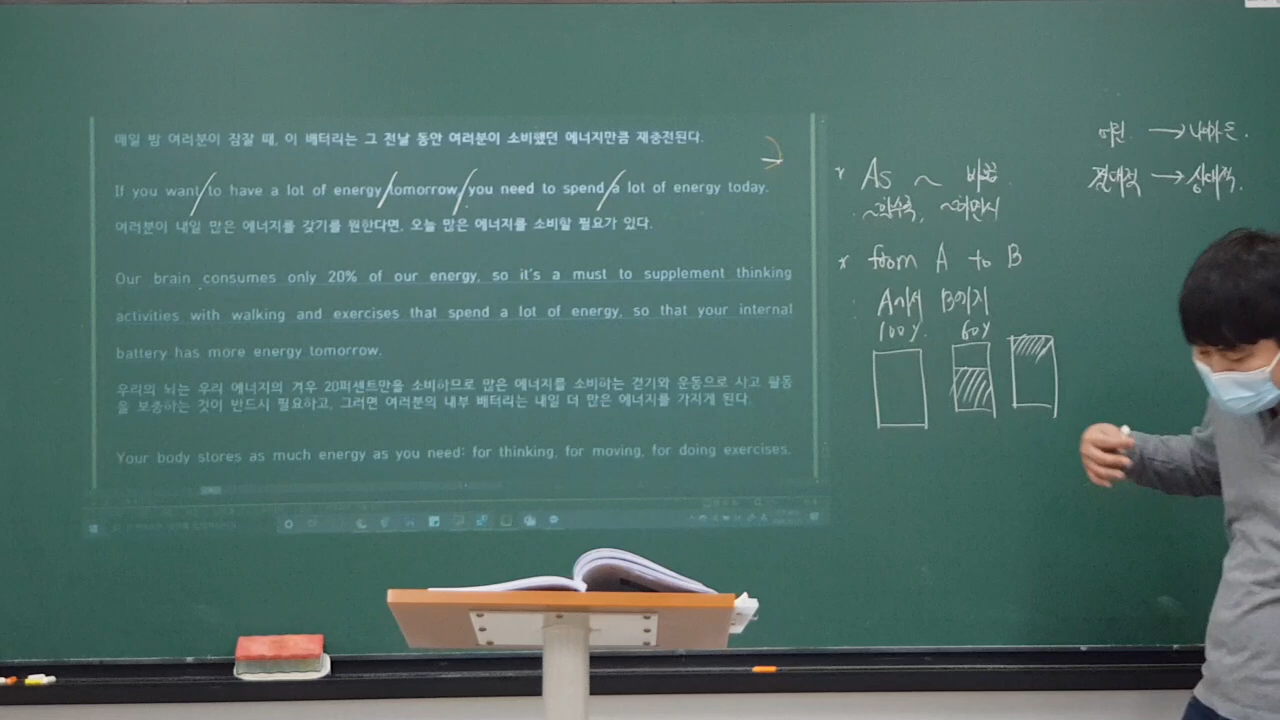 매일 밤 여러분이 잠잘 때, 이 배터리는 그 전날 동안 여러분이 소비했던 에너지만큼 재충전된다.
If you want to have a lot of energy tomorrow, you need to spend a lot of energy today.
여러분이 내일 많은 에너지를 갖기를 원한다면, 오늘 많은 에너지를 소비할 필요가 있다.
Our brain consumes only 20% of our energy, so it's a must to supplement thinking
activities with walking and exercises that spend a lot of energy, so that your internal
battery has more energy tomorrow.
우리의 뇌는 우리 에너지의 겨우 20퍼센트만을 소비하므로 많은 에너지를 소비하는 걷기와 운동으로 사고 활동
을 보충하는 것이 반드시 필요하고, 그러면 여러분의 내부 배터리는 내일 더 많은 에너지를 가지게 된다.
Your body stores as much energy as you need: for thinking, for moving, for doing exercises.
* As ~
~할수록, ~하면서
* from A to B
A에서 B까지
100% 60%
어린 → 나이가 든.
절대적 → 상대적.